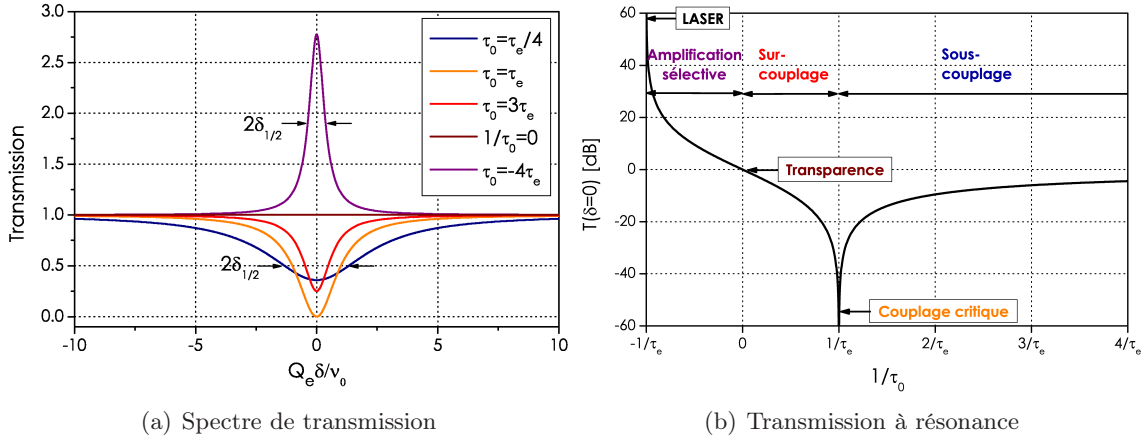 3.0
2.5
2.0
1.5
1.0
0.5
0.0
Transmission
-10
-5
0
5
10
Q_e δ/ν_0
τ_0=τ_e/4
τ_0=τ_e
τ_0=3τ_e
1/τ_0=0
τ_0=-4τ_e
2δ_1/2
2δ_1/2
(a) Spectre de transmission
60
40
20
0
-20
-40
-60
T(δ=0) [dB]
LASER
Amplification
sélective
Sur-
couplage
Sous-
couplage
Transparence
Couplage critique
-1/τ_e
0
1/τ_e
2/τ_e
3/τ_e
4/τ_e
1/τ_0
(b) Transmission à résonance